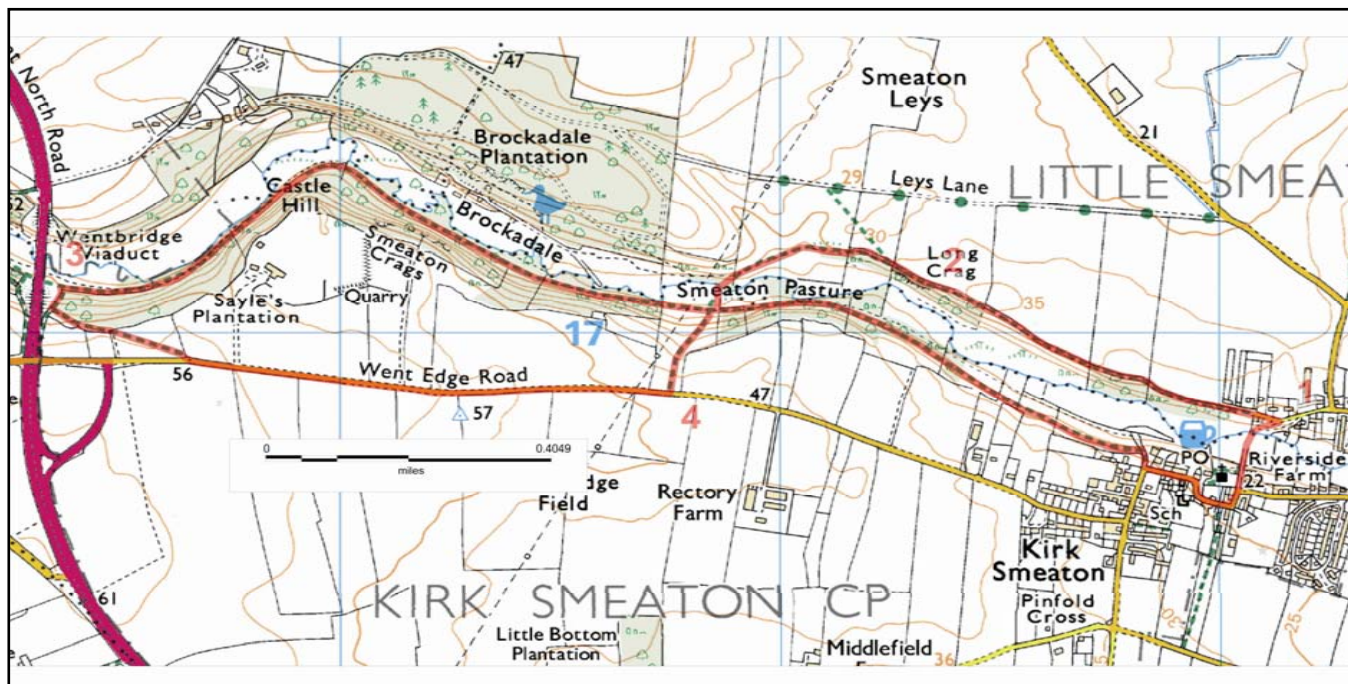 47
Smeaton
Leys
North Road
Brockadale
Plantation
21
29
Leys Lane
LITTLE SMEA
Castle
Hill
52
Wentbridge
Viaduct
3
Brockadale
30
Long
Crag
2
Smeaton
Crags
35
Smeaton Pasture
Sayle's
Plantation
Quarry
17
56
Went Edge Road
57
47
4
1
0
0.4049
miles
PO
Riverside
Farm
22
Field
Rectory
Farm
Sch
Kirk
Smeaton
61
KIRK SMEATON CP
Pinfold
Cross
30
25
Little Bottom
Plantation
Middlefield
36